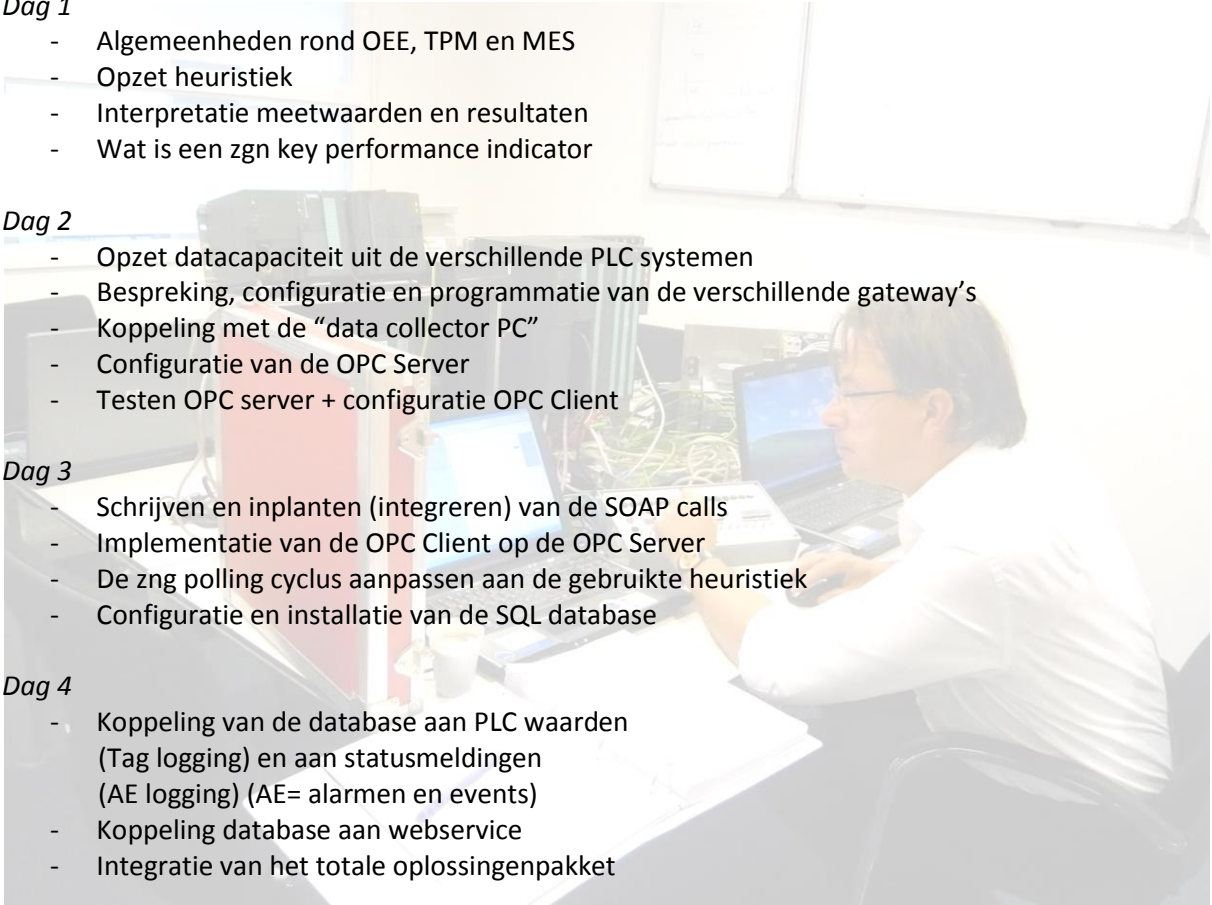 Dag 1
- Algemeenheden rond OEE, TPM en MES
- Opzet heuristiek
- Interpretatie meetwaarden en resultaten
- Wat is een zgn key performance indicator
Dag 2
- Opzet datacapaciteit uit de verschillende PLC systemen
- Bespreking, configuratie en programmatie van de verschillende gateway’s
- Koppeling met de “data collector PC”
- Configuratie van de OPC Server
- Testen OPC server + configuratie OPC Client
Dag 3
- Schrijven en inplanten (integreren) van de SOAP calls
- Implementatie van de OPC Client op de OPC Server
- De zng polling cyclus aanpassen aan de gebruikte heuristiek
- Configuratie en installatie van de SQL database
Dag 4
- Koppeling van de database aan PLC waarden
(Tag logging) en aan statusmeldingen
(AE logging) (AE= alarmen en events)
- Koppeling database aan webservice
- Integratie van het totale oplossingenpakket